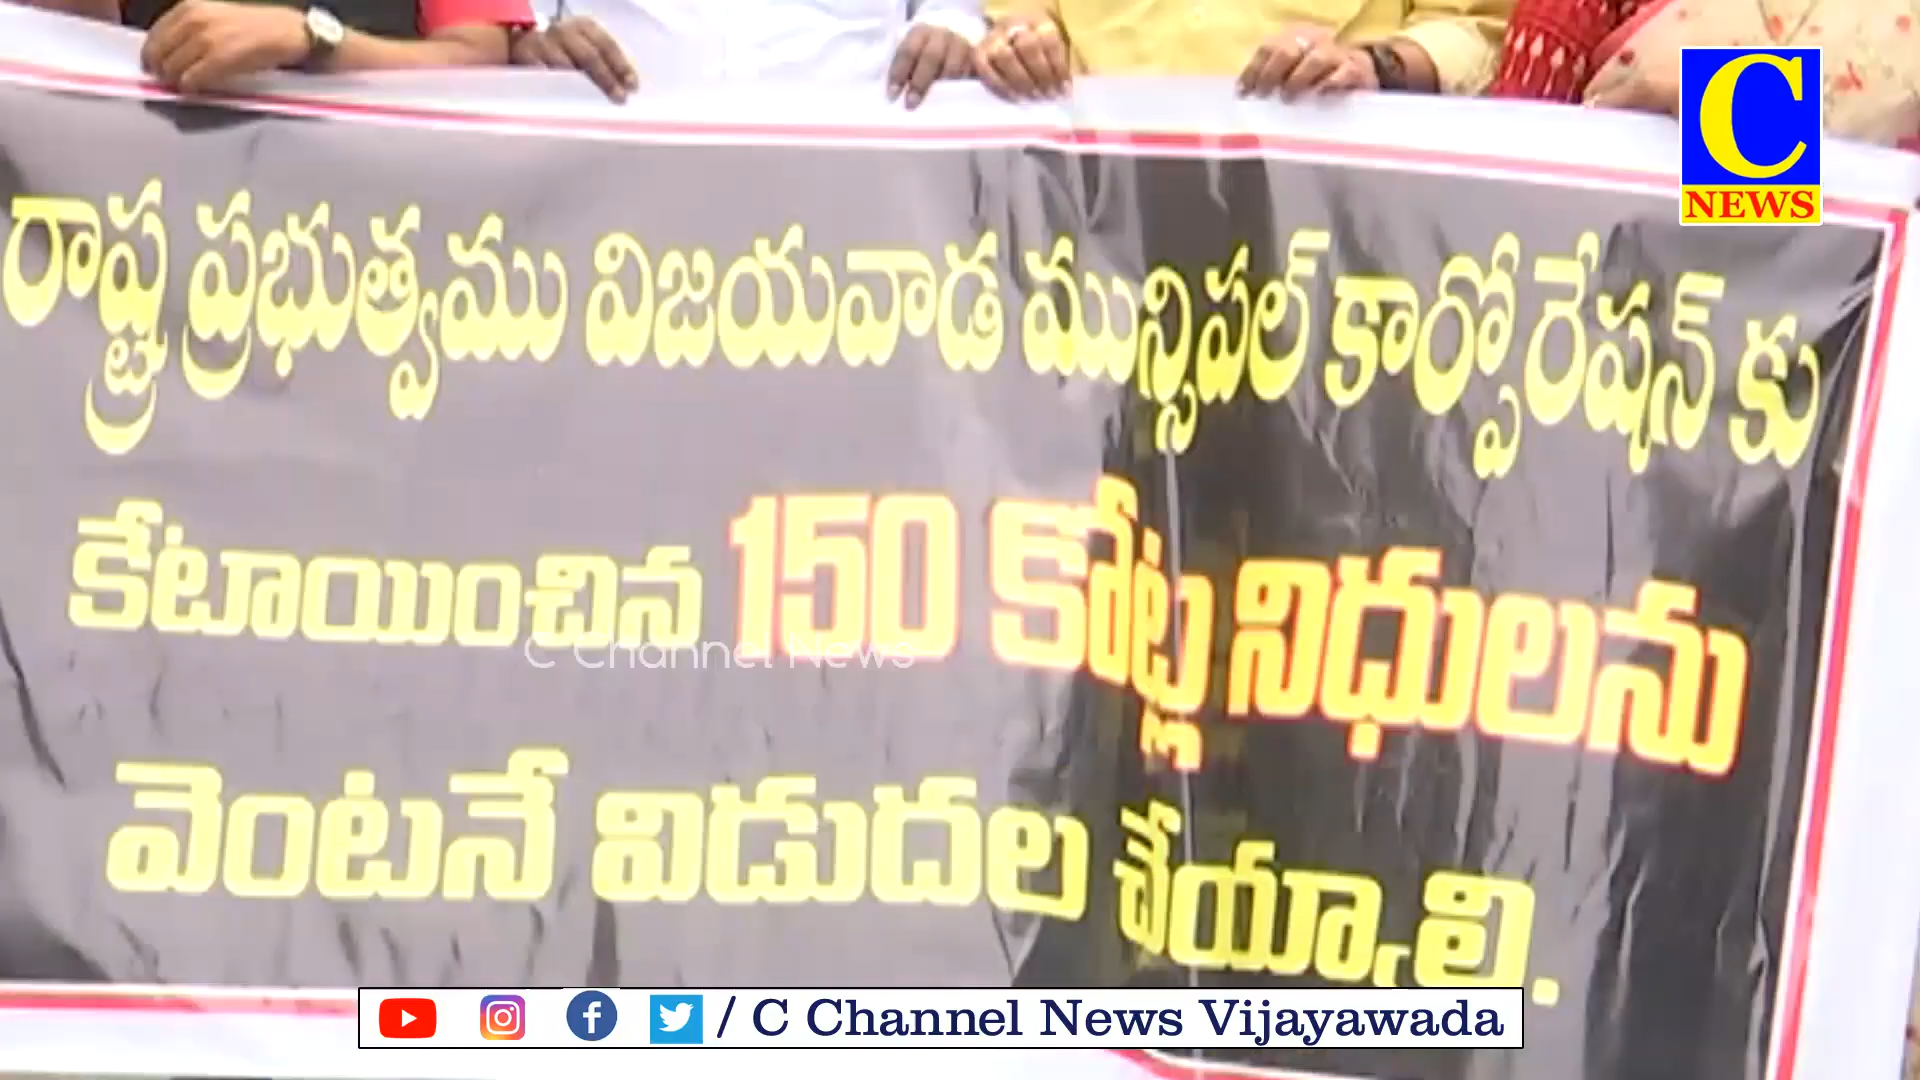 C
NEWS
రాష్ట్ర ప్రభుత్వము విజయవాడ మున్సిపల్ కార్పోరేషన్ కు
కేటాయించిన 150 కోట్ల నిధులను
C Channel News
వెంటనే విడుదల చేయ్యాలి.
/ C Channel News Vijayawada